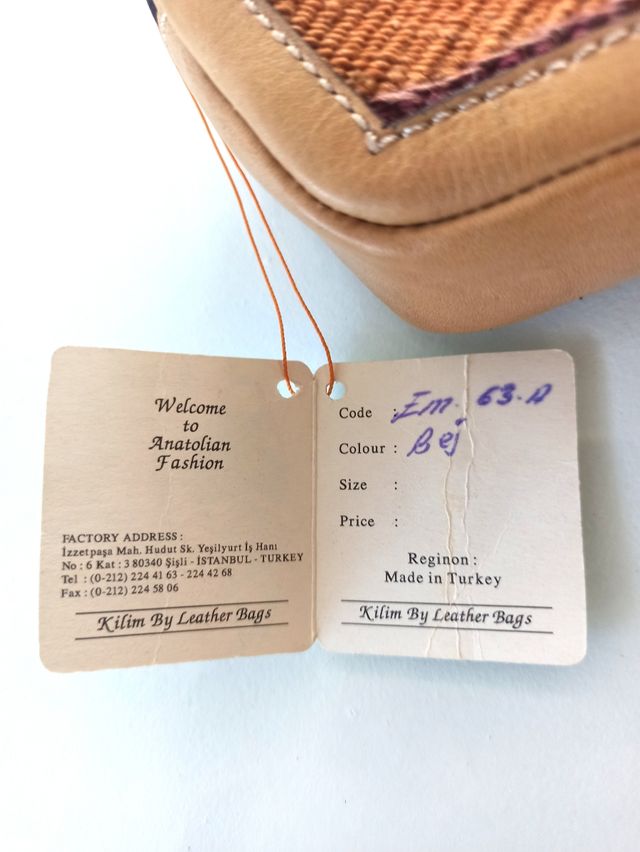 Welcome
to
Anatolian
Fashion
FACTORY ADDRESS :
İzzetpaşa Mah. Hudut Sk. Yeşilyurt İş Hanı
No : 6 Kat : 3 80340 Şişli - İSTANBUL - TURKEY
Tel : (0-212) 224 41 63 - 224 42 68
Fax : (0-212) 224 58 06
Kilim By Leather Bags
Code : Em. 63.A
Colour : Bej
Size :
Price :
Reginon :
Made in Turkey
Kilim By Leather Bags